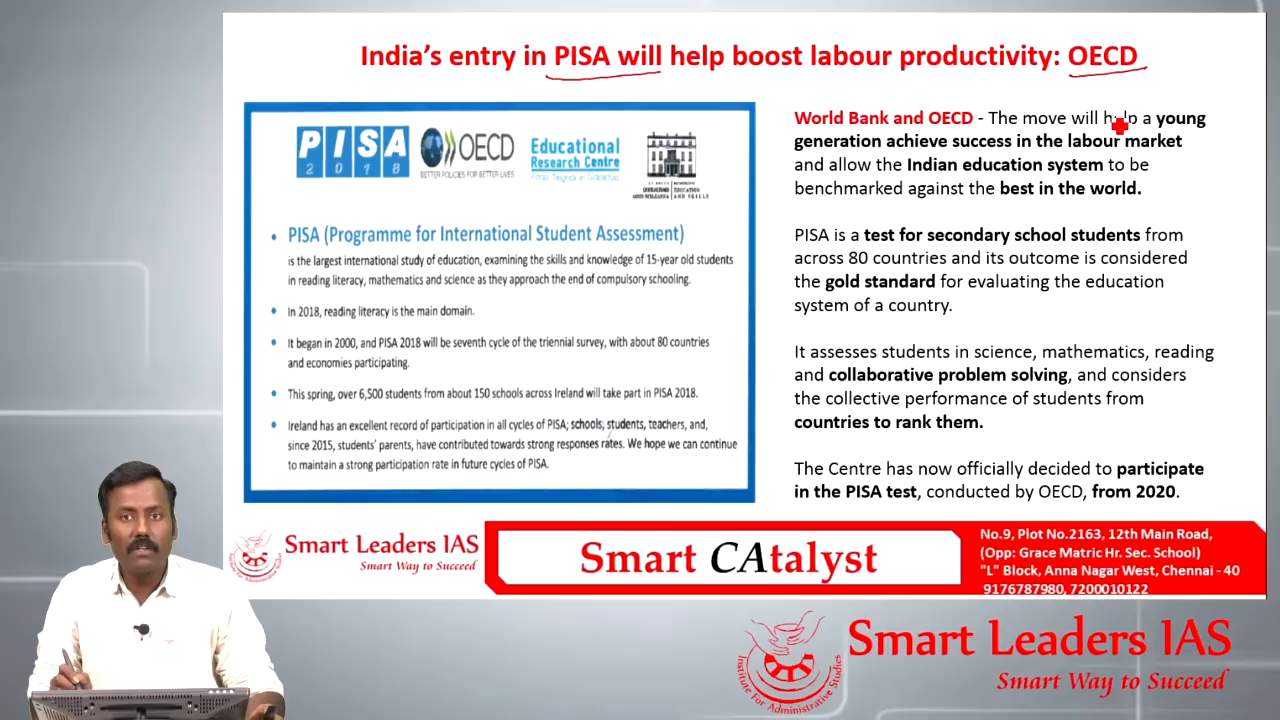 India's entry in PISA will help boost labour productivity: OECD
PISA
2018
OECD
BETTER POLICIES FOR BETTER LIVES
Educational
Research Centre
• PISA (Programme for International Student Assessment)
is the largest international study of education, examining the skills and knowledge of 15-year old students
in reading literacy, mathematics and science as they approach the end of compulsory schooling.
• In 2018, reading literacy is the main domain.
• It began in 2000, and PISA 2018 will be seventh cycle of the triennial survey, with about 80 countries
and economies participating.
• This spring, over 6,500 students from about 150 schools across Ireland will take part in PISA 2018.
• Ireland has an excellent record of participation in all cycles of PISA; schools, students, teachers, and,
since 2015, students' parents, have contributed towards strong responses rates. We hope we can continue
to maintain a strong participation rate in future cycles of PISA.
World Bank and OECD - The move will help a young
generation achieve success in the labour market
and allow the Indian education system to be
benchmarked against the best in the world.
PISA is a test for secondary school students from
across 80 countries and its outcome is considered
the gold standard for evaluating the education
system of a country.
It assesses students in science, mathematics, reading
and collaborative problem solving, and considers
the collective performance of students from
countries to rank them.
The Centre has now officially decided to participate
in the PISA test, conducted by OECD, from 2020.
Smart Leaders IAS
Smart Way to Succeed
Smart CAtalyst
No.9, Plot No.2163, 12th Main Road,
(Opp: Grace Matric Hr. Sec. School)
"L" Block, Anna Nagar West, Chennai - 40
9176787980, 7200010122
Institute For Administrative Studies
Smart Leaders IAS
Smart Way to Succeed